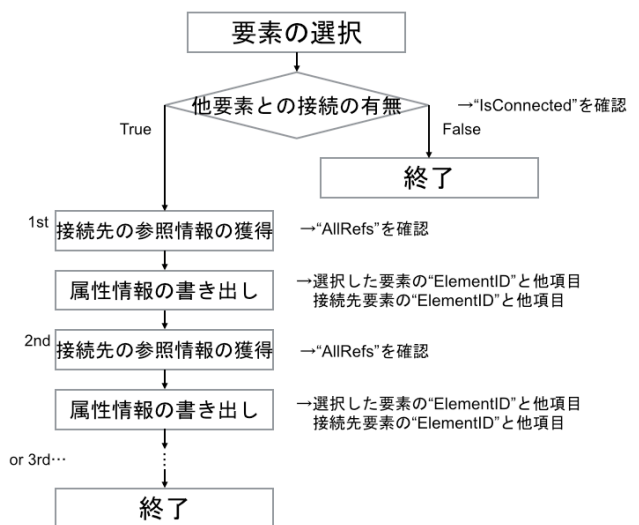 要素の選択
他要素との接続の有無
→“IsConnected”を確認
True
False
終了
1st
接続先の参照情報の獲得
→“AllRefs”を確認
属性情報の書き出し
→選択した要素の“ElementID”と他項目
接続先要素の“ElementID”と他項目
2nd
接続先の参照情報の獲得
→“AllRefs”を確認
属性情報の書き出し
→選択した要素の“ElementID”と他項目
接続先要素の“ElementID”と他項目
or 3rd…
⋮
終了